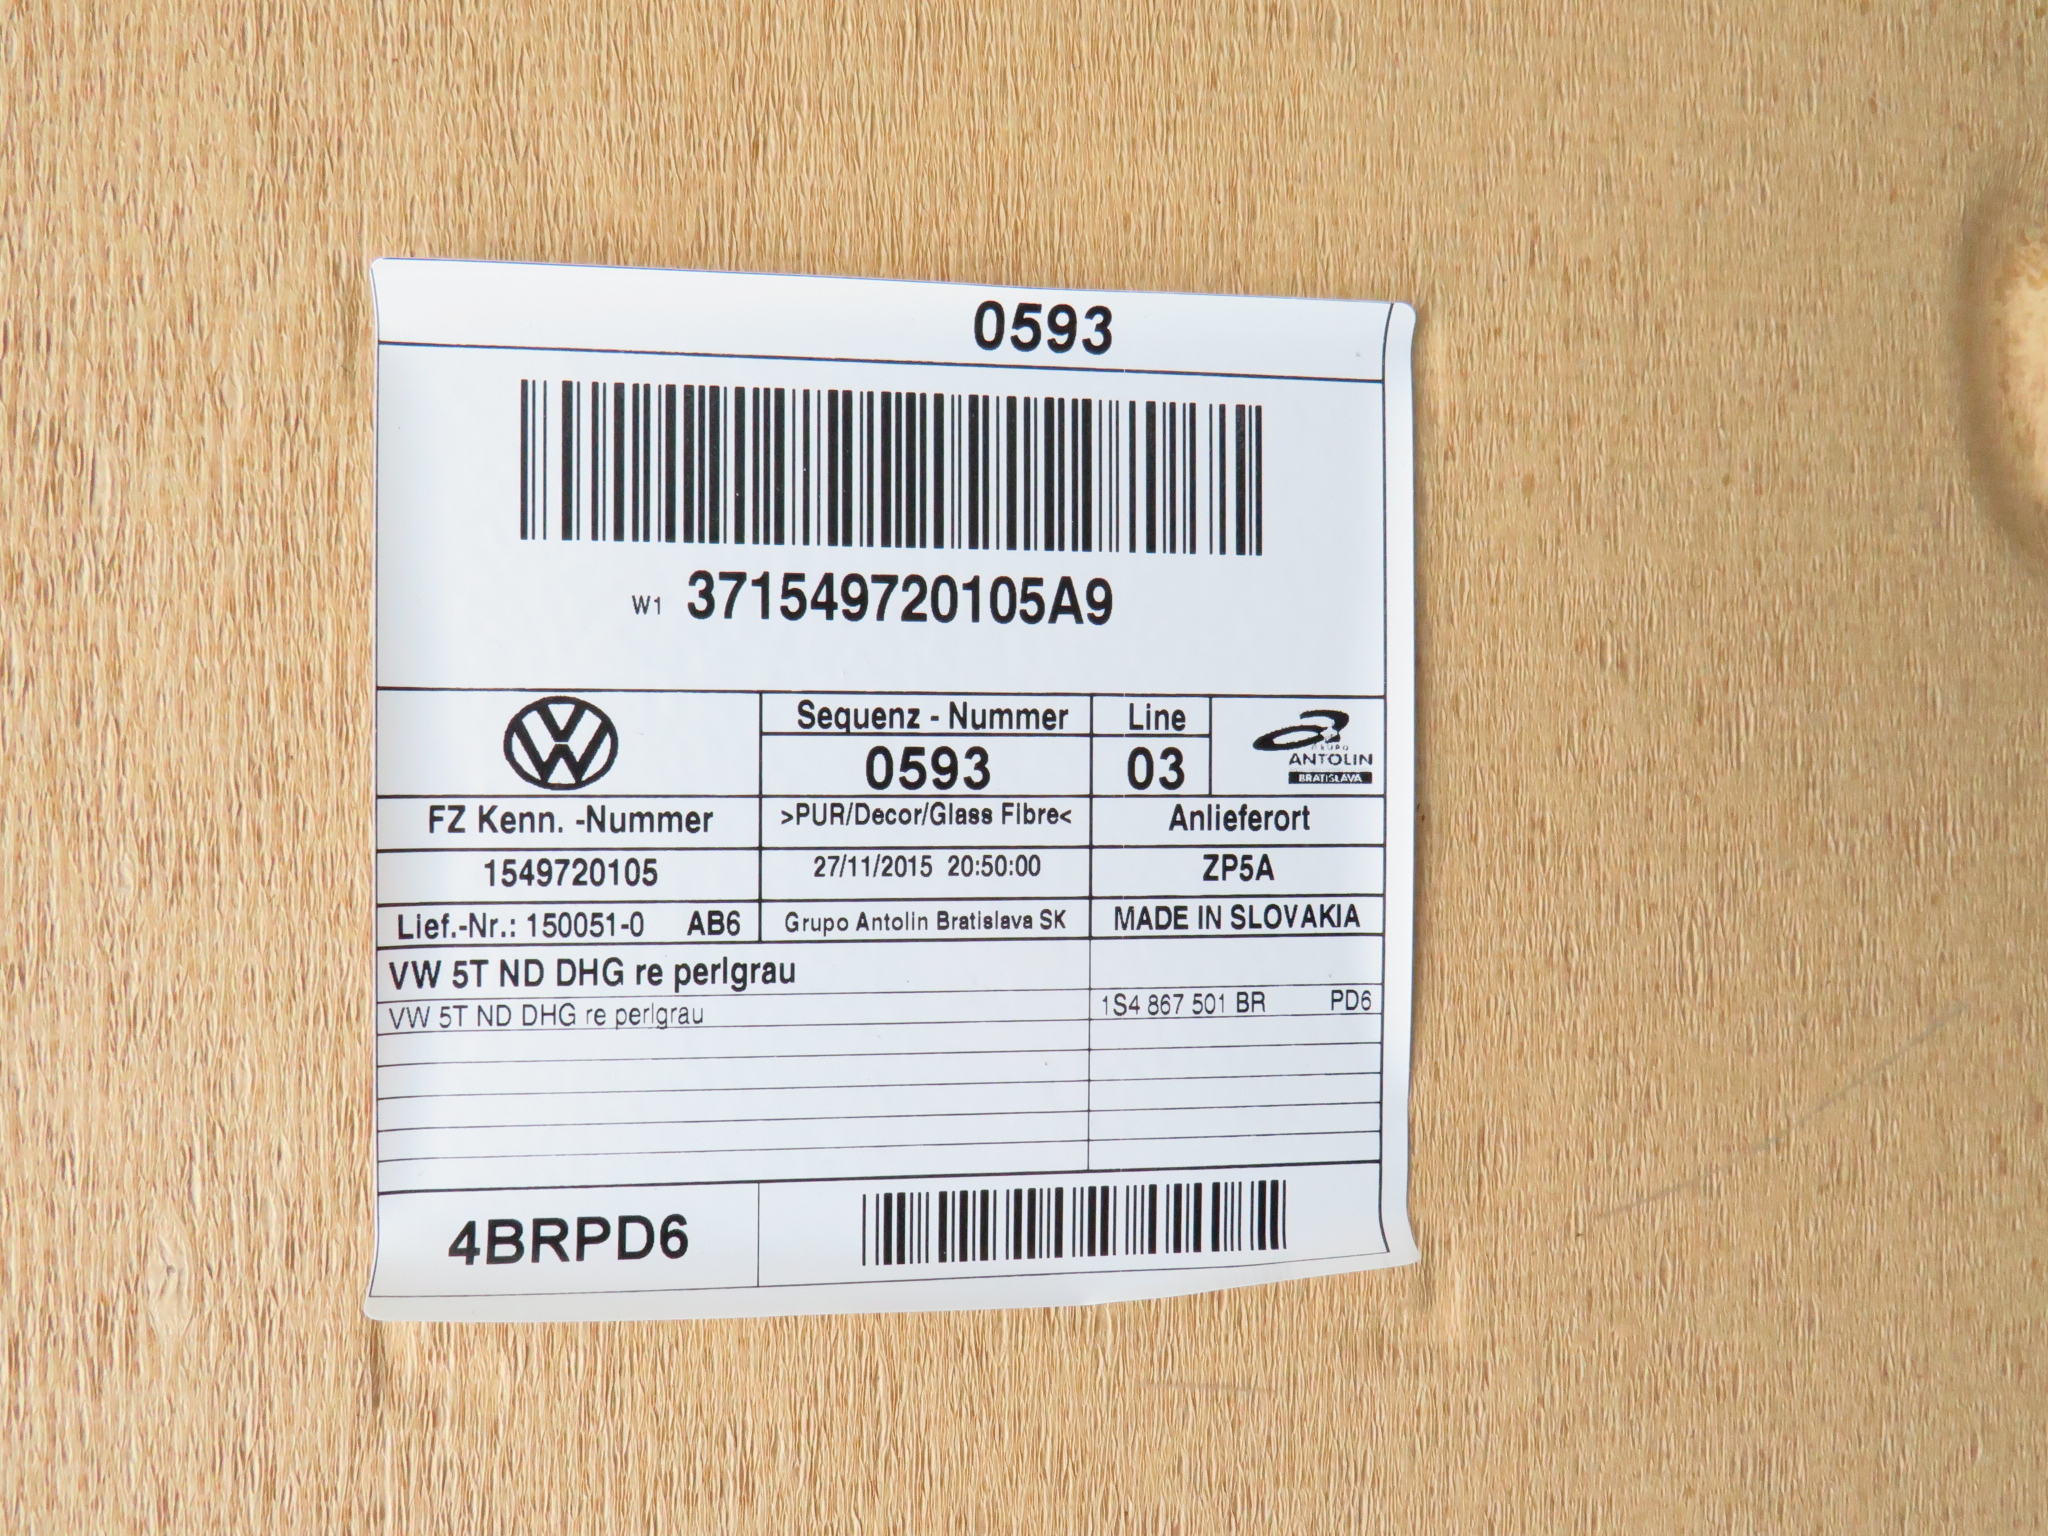 0593
W1 371549720105A9
Sequenz - Nummer
Line
0593
03
GRUPO
ANTOLIN
BRATISLAVA
FZ Kenn. -Nummer
>PUR/Decor/Glass Fibre<
Anlieferort
1549720105
27/11/2015 20:50:00
ZP5A
Lief.-Nr.: 150051-0 AB6
Grupo Antolin Bratislava SK
MADE IN SLOVAKIA
VW 5T ND DHG re perlgrau
VW 5T ND DHG re perlgrau
1S4 867 501 BR PD6
4BRPD6